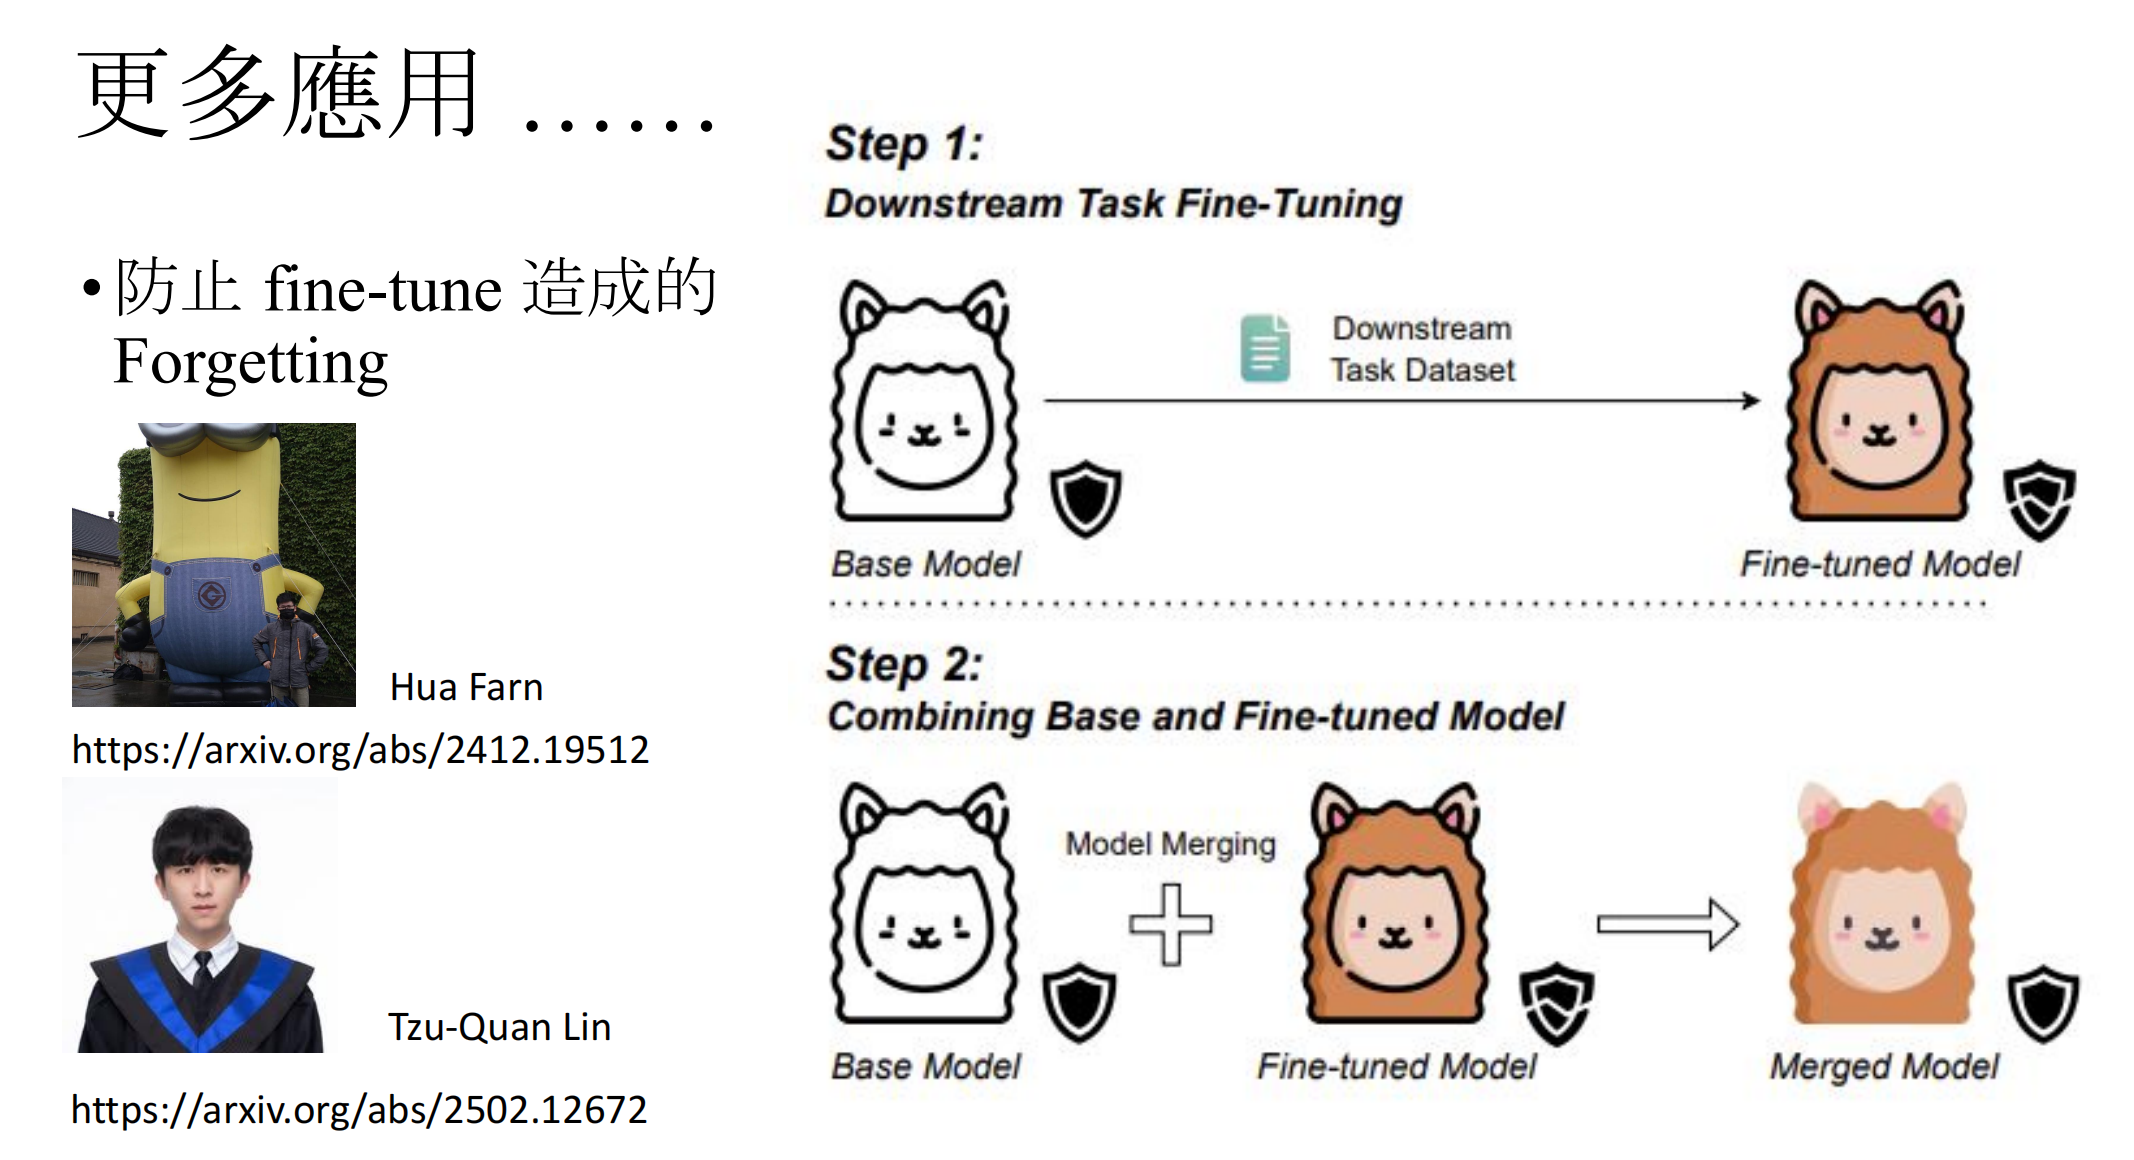 更多應用 ……
• 防止 fine-tune 造成的
Forgetting
Hua Farn
https://arxiv.org/abs/2412.19512
Tzu-Quan Lin
https://arxiv.org/abs/2502.12672
Step 1:
Downstream Task Fine-Tuning
Downstream
Task Dataset
Base Model
Fine-tuned Model
Step 2:
Combining Base and Fine-tuned Model
Model Merging
Base Model
Fine-tuned Model
Merged Model